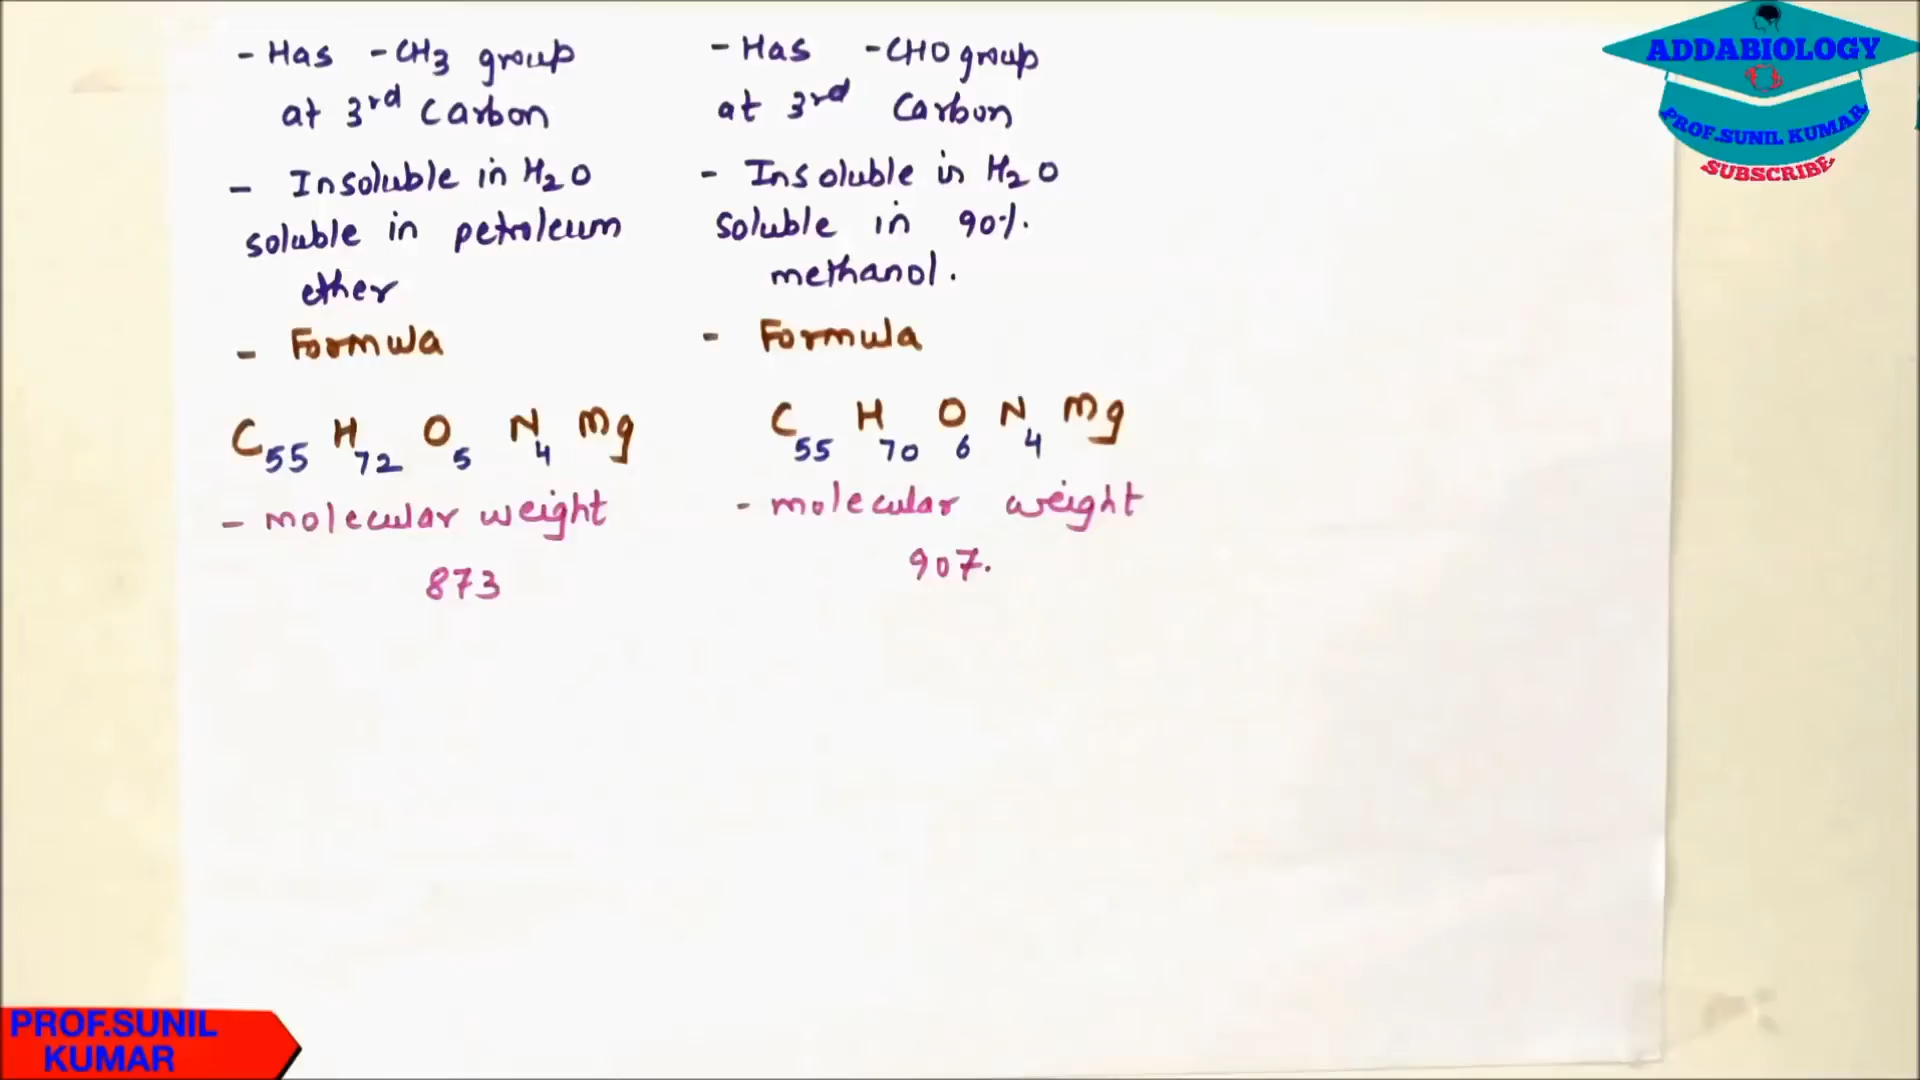 - Has -CH3 group
at 3rd Carbon
- Insoluble in H2O
soluble in petroleum
ether
- Formula
C55 H72 O5 N4 Mg
- molecular weight
873
- Has -CHO group
at 3rd Carbon
- Insoluble in H2O
soluble in 90%.
methanol.
- Formula
C55 H70 O6 N4 Mg
- molecular weight
907.
ADDABIOLOGY
PROF.SUNIL KUMAR
SUBSCRIBE
PROF.SUNIL
KUMAR